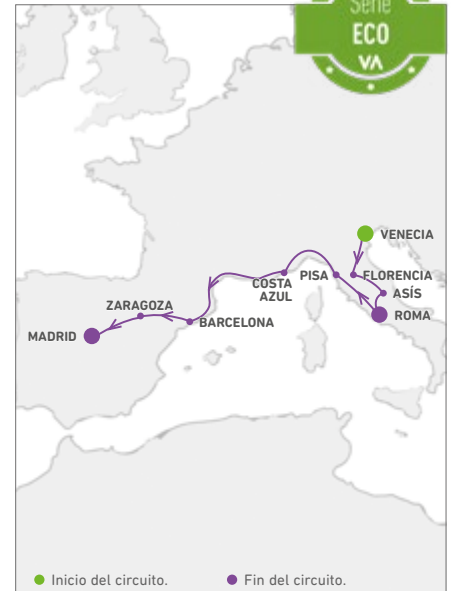 Serie
ECO
VA
VENECIA
PISA
FLORENCIA
COSTA
AZUL
ASÍS
ZARAGOZA
ROMA
BARCELONA
MADRID
Inicio del circuito.
Fin del circuito.